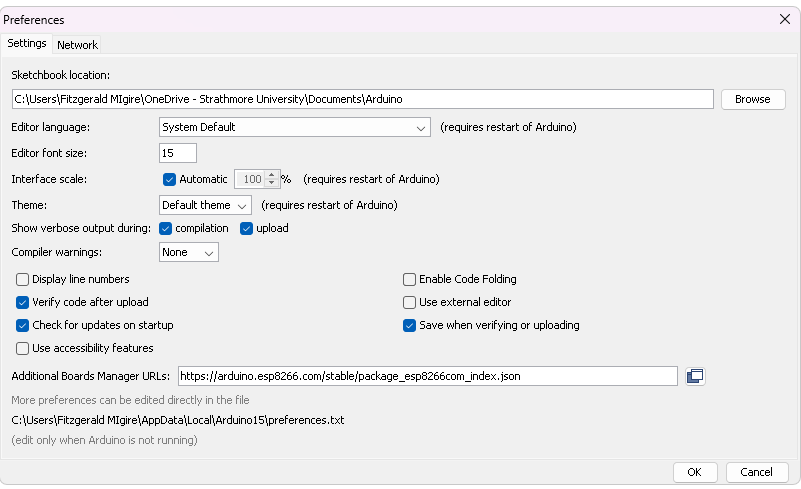 Preferences
Settings
Network
Sketchbook location:
C:\Users\Fitzgerald MIgire\OneDrive - Strathmore University\Documents\Arduino
Browse
Editor language:
System Default
(requires restart of Arduino)
Editor font size:
15
Interface scale:
Automatic
100
%
(requires restart of Arduino)
Theme:
Default theme
(requires restart of Arduino)
Show verbose output during:
compilation
upload
Compiler warnings:
None
Display line numbers
Enable Code Folding
Verify code after upload
Use external editor
Check for updates on startup
Save when verifying or uploading
Use accessibility features
Additional Boards Manager URLs:
https://arduino.esp8266.com/stable/package_esp8266com_index.json
More preferences can be edited directly in the file
C:\Users\Fitzgerald MIgire\AppData\Local\Arduino15\preferences.txt
(edit only when Arduino is not running)
OK
Cancel